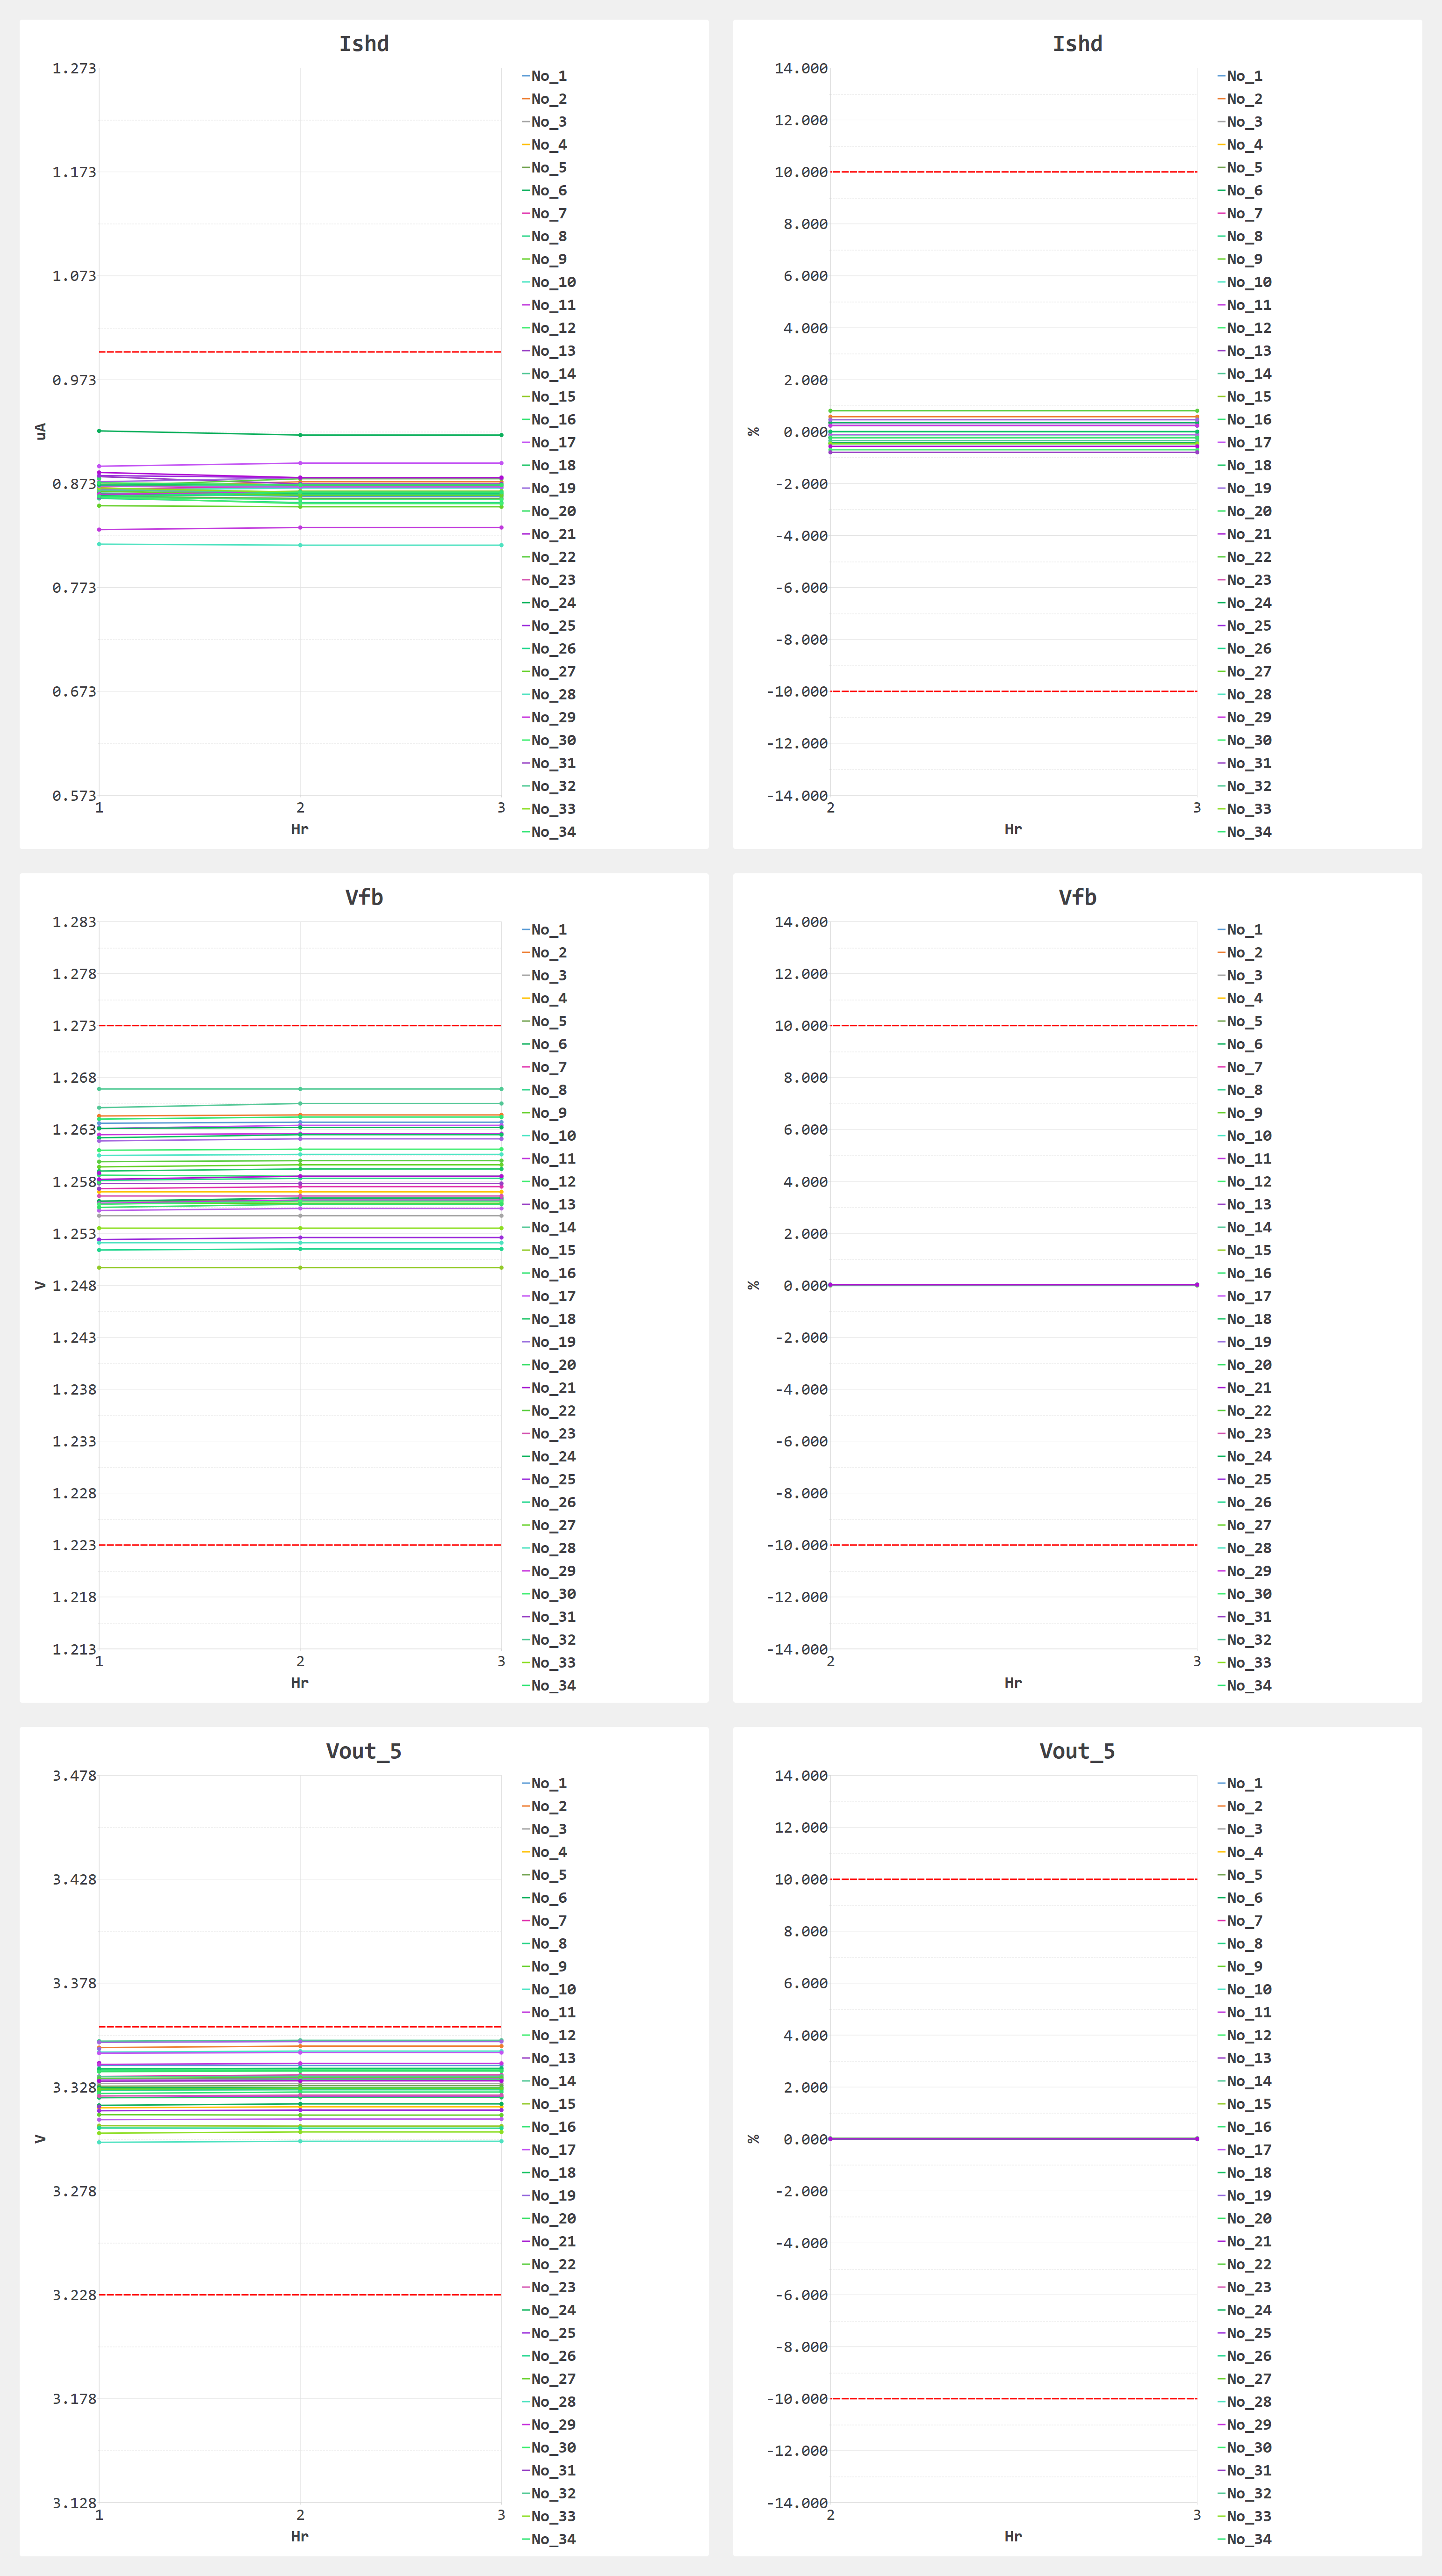 Ishd
1.273
1.173
1.073
0.973
0.873
0.773
0.673
0.573
uA
1 2 3
Hr
No_1
No_2
No_3
No_4
No_5
No_6
No_7
No_8
No_9
No_10
No_11
No_12
No_13
No_14
No_15
No_16
No_17
No_18
No_19
No_20
No_21
No_22
No_23
No_24
No_25
No_26
No_27
No_28
No_29
No_30
No_31
No_32
No_33
No_34
Ishd
14.000
12.000
10.000
8.000
6.000
4.000
2.000
0.000
-2.000
-4.000
-6.000
-8.000
-10.000
-12.000
-14.000
%
2 3
Hr
No_1
No_2
No_3
No_4
No_5
No_6
No_7
No_8
No_9
No_10
No_11
No_12
No_13
No_14
No_15
No_16
No_17
No_18
No_19
No_20
No_21
No_22
No_23
No_24
No_25
No_26
No_27
No_28
No_29
No_30
No_31
No_32
No_33
No_34
Vfb
1.283
1.278
1.273
1.268
1.263
1.258
1.253
1.248
1.243
1.238
1.233
1.228
1.223
1.218
1.213
V
1 2 3
Hr
No_1
No_2
No_3
No_4
No_5
No_6
No_7
No_8
No_9
No_10
No_11
No_12
No_13
No_14
No_15
No_16
No_17
No_18
No_19
No_20
No_21
No_22
No_23
No_24
No_25
No_26
No_27
No_28
No_29
No_30
No_31
No_32
No_33
No_34
Vfb
14.000
12.000
10.000
8.000
6.000
4.000
2.000
0.000
-2.000
-4.000
-6.000
-8.000
-10.000
-12.000
-14.000
%
2 3
Hr
No_1
No_2
No_3
No_4
No_5
No_6
No_7
No_8
No_9
No_10
No_11
No_12
No_13
No_14
No_15
No_16
No_17
No_18
No_19
No_20
No_21
No_22
No_23
No_24
No_25
No_26
No_27
No_28
No_29
No_30
No_31
No_32
No_33
No_34
Vout_5
3.478
3.428
3.378
3.328
3.278
3.228
3.178
3.128
V
1 2 3
Hr
No_1
No_2
No_3
No_4
No_5
No_6
No_7
No_8
No_9
No_10
No_11
No_12
No_13
No_14
No_15
No_16
No_17
No_18
No_19
No_20
No_21
No_22
No_23
No_24
No_25
No_26
No_27
No_28
No_29
No_30
No_31
No_32
No_33
No_34
Vout_5
14.000
12.000
10.000
8.000
6.000
4.000
2.000
0.000
-2.000
-4.000
-6.000
-8.000
-10.000
-12.000
-14.000
%
2 3
Hr
No_1
No_2
No_3
No_4
No_5
No_6
No_7
No_8
No_9
No_10
No_11
No_12
No_13
No_14
No_15
No_16
No_17
No_18
No_19
No_20
No_21
No_22
No_23
No_24
No_25
No_26
No_27
No_28
No_29
No_30
No_31
No_32
No_33
No_34